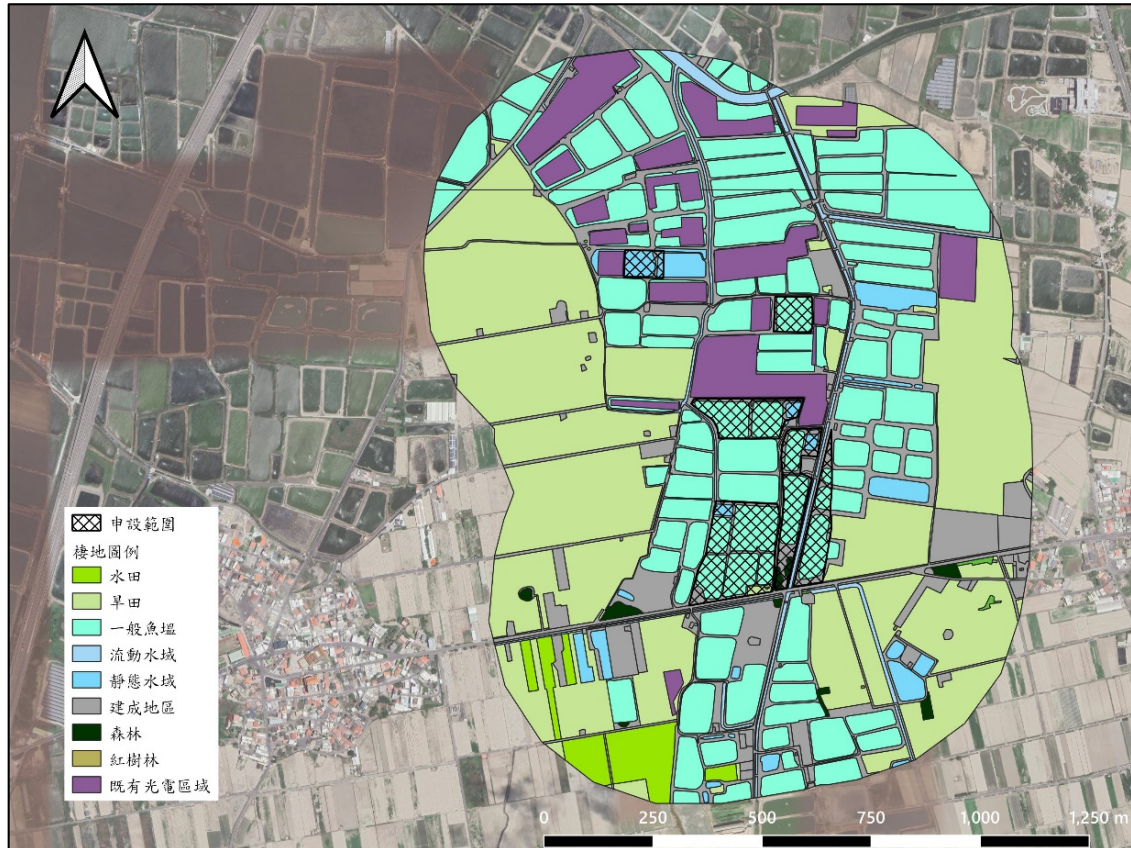 申設範圍
棲地圖例
水田
旱田
一般魚塭
流動水域
靜態水域
建成地區
森林
紅樹林
既有光電區域
0 250 500 750 1,000 1,250 m